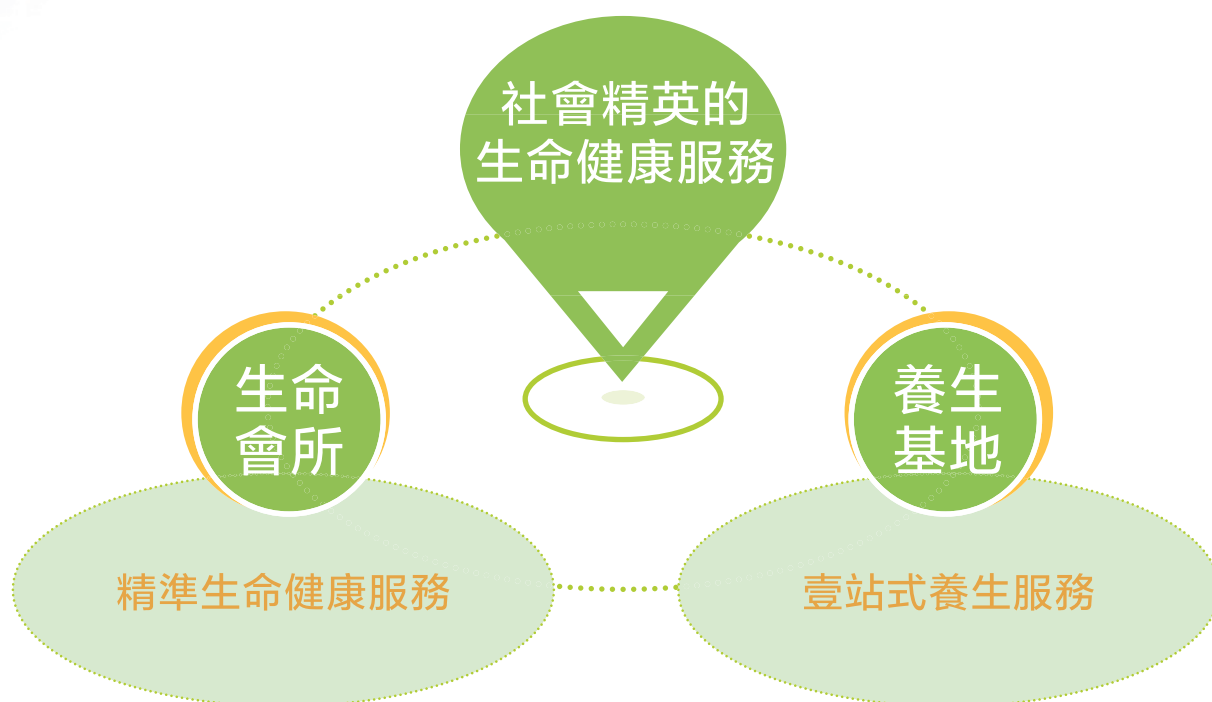 社會精英的
生命健康服務
生命
會所
養生
基地
精準生命健康服務
壹站式養生服務